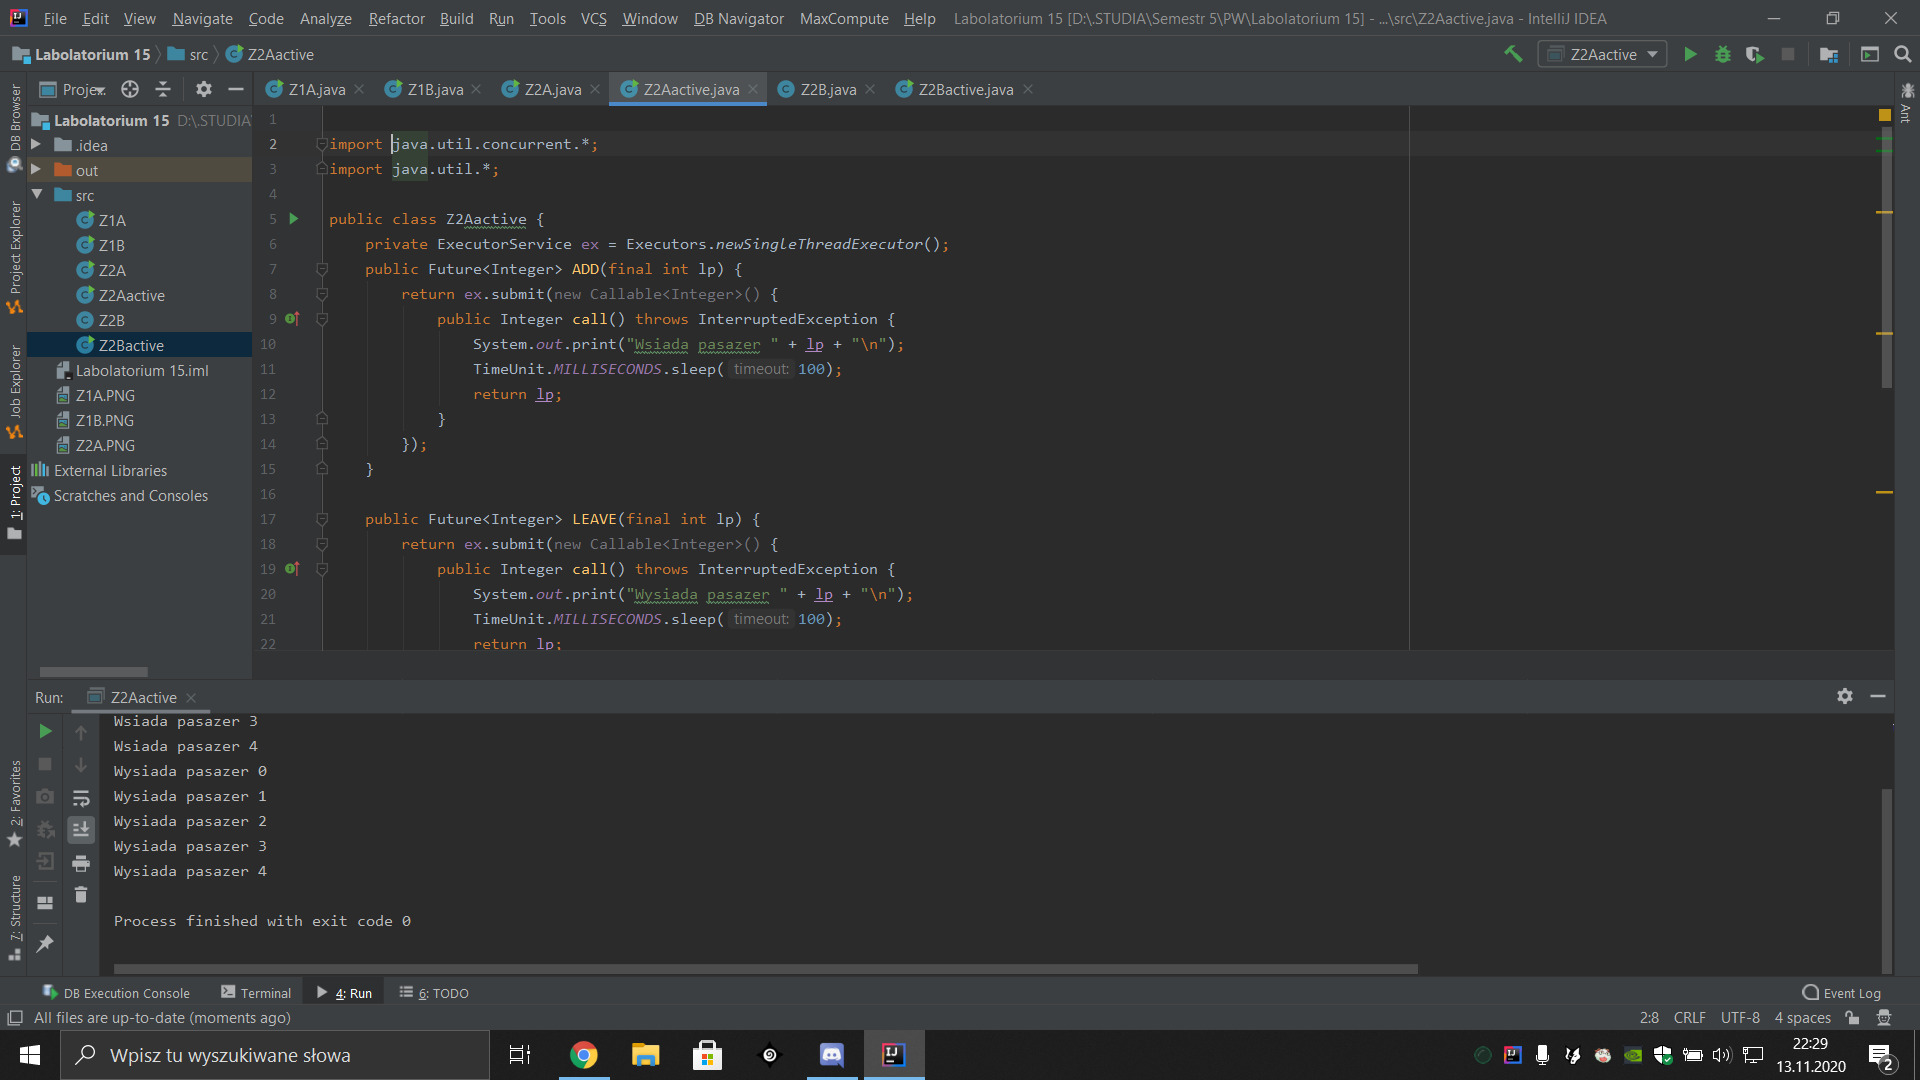 File Edit View Navigate Code Analyze Refactor Build Run Tools VCS Window DB Navigator MaxCompute Help Labolatorium 15 [D:\.STUDIA\Semestr 5\PW\Labolatorium 15] - ...\src\Z2Aactive.java - IntelliJ IDEA
Labolatorium 15 src Z2Aactive
Z2Aactive
Z1A.java Z1B.java Z2A.java Z2Aactive.java Z2B.java Z2Bactive.java
DB Browser
Project Explorer
Job Explorer
1: Project
2: Favorites
7: Structure
Ant
Projec
Labolatorium 15 D:\.STUDIA
.idea
out
src
Z1A
Z1B
Z2A
Z2Aactive
Z2B
Z2Bactive
Labolatorium 15.iml
Z1A.PNG
Z1B.PNG
Z2A.PNG
External Libraries
Scratches and Consoles
1
2 import java.util.concurrent.*;
3 import java.util.*;
4
5 public class Z2Aactive {
6 private ExecutorService ex = Executors.newSingleThreadExecutor();
7 public Future<Integer> ADD(final int lp) {
8 return ex.submit(new Callable<Integer>() {
9 public Integer call() throws InterruptedException {
10 System.out.print("Wsiada pasazer " + lp + "\n");
11 TimeUnit.MILLISECONDS.sleep( timeout: 100);
12 return lp;
13 }
14 });
15 }
16
17 public Future<Integer> LEAVE(final int lp) {
18 return ex.submit(new Callable<Integer>() {
19 public Integer call() throws InterruptedException {
20 System.out.print("Wysiada pasazer " + lp + "\n");
21 TimeUnit.MILLISECONDS.sleep( timeout: 100);
22 return lp;
Run: Z2Aactive
Wsiada pasazer 3
Wsiada pasazer 4
Wysiada pasazer 0
Wysiada pasazer 1
Wysiada pasazer 2
Wysiada pasazer 3
Wysiada pasazer 4
Process finished with exit code 0
DB Execution Console Terminal 4: Run 6: TODO Event Log
All files are up-to-date (moments ago) 2:8 CRLF UTF-8 4 spaces
Wpisz tu wyszukiwane słowa
22:29
13.11.2020
2